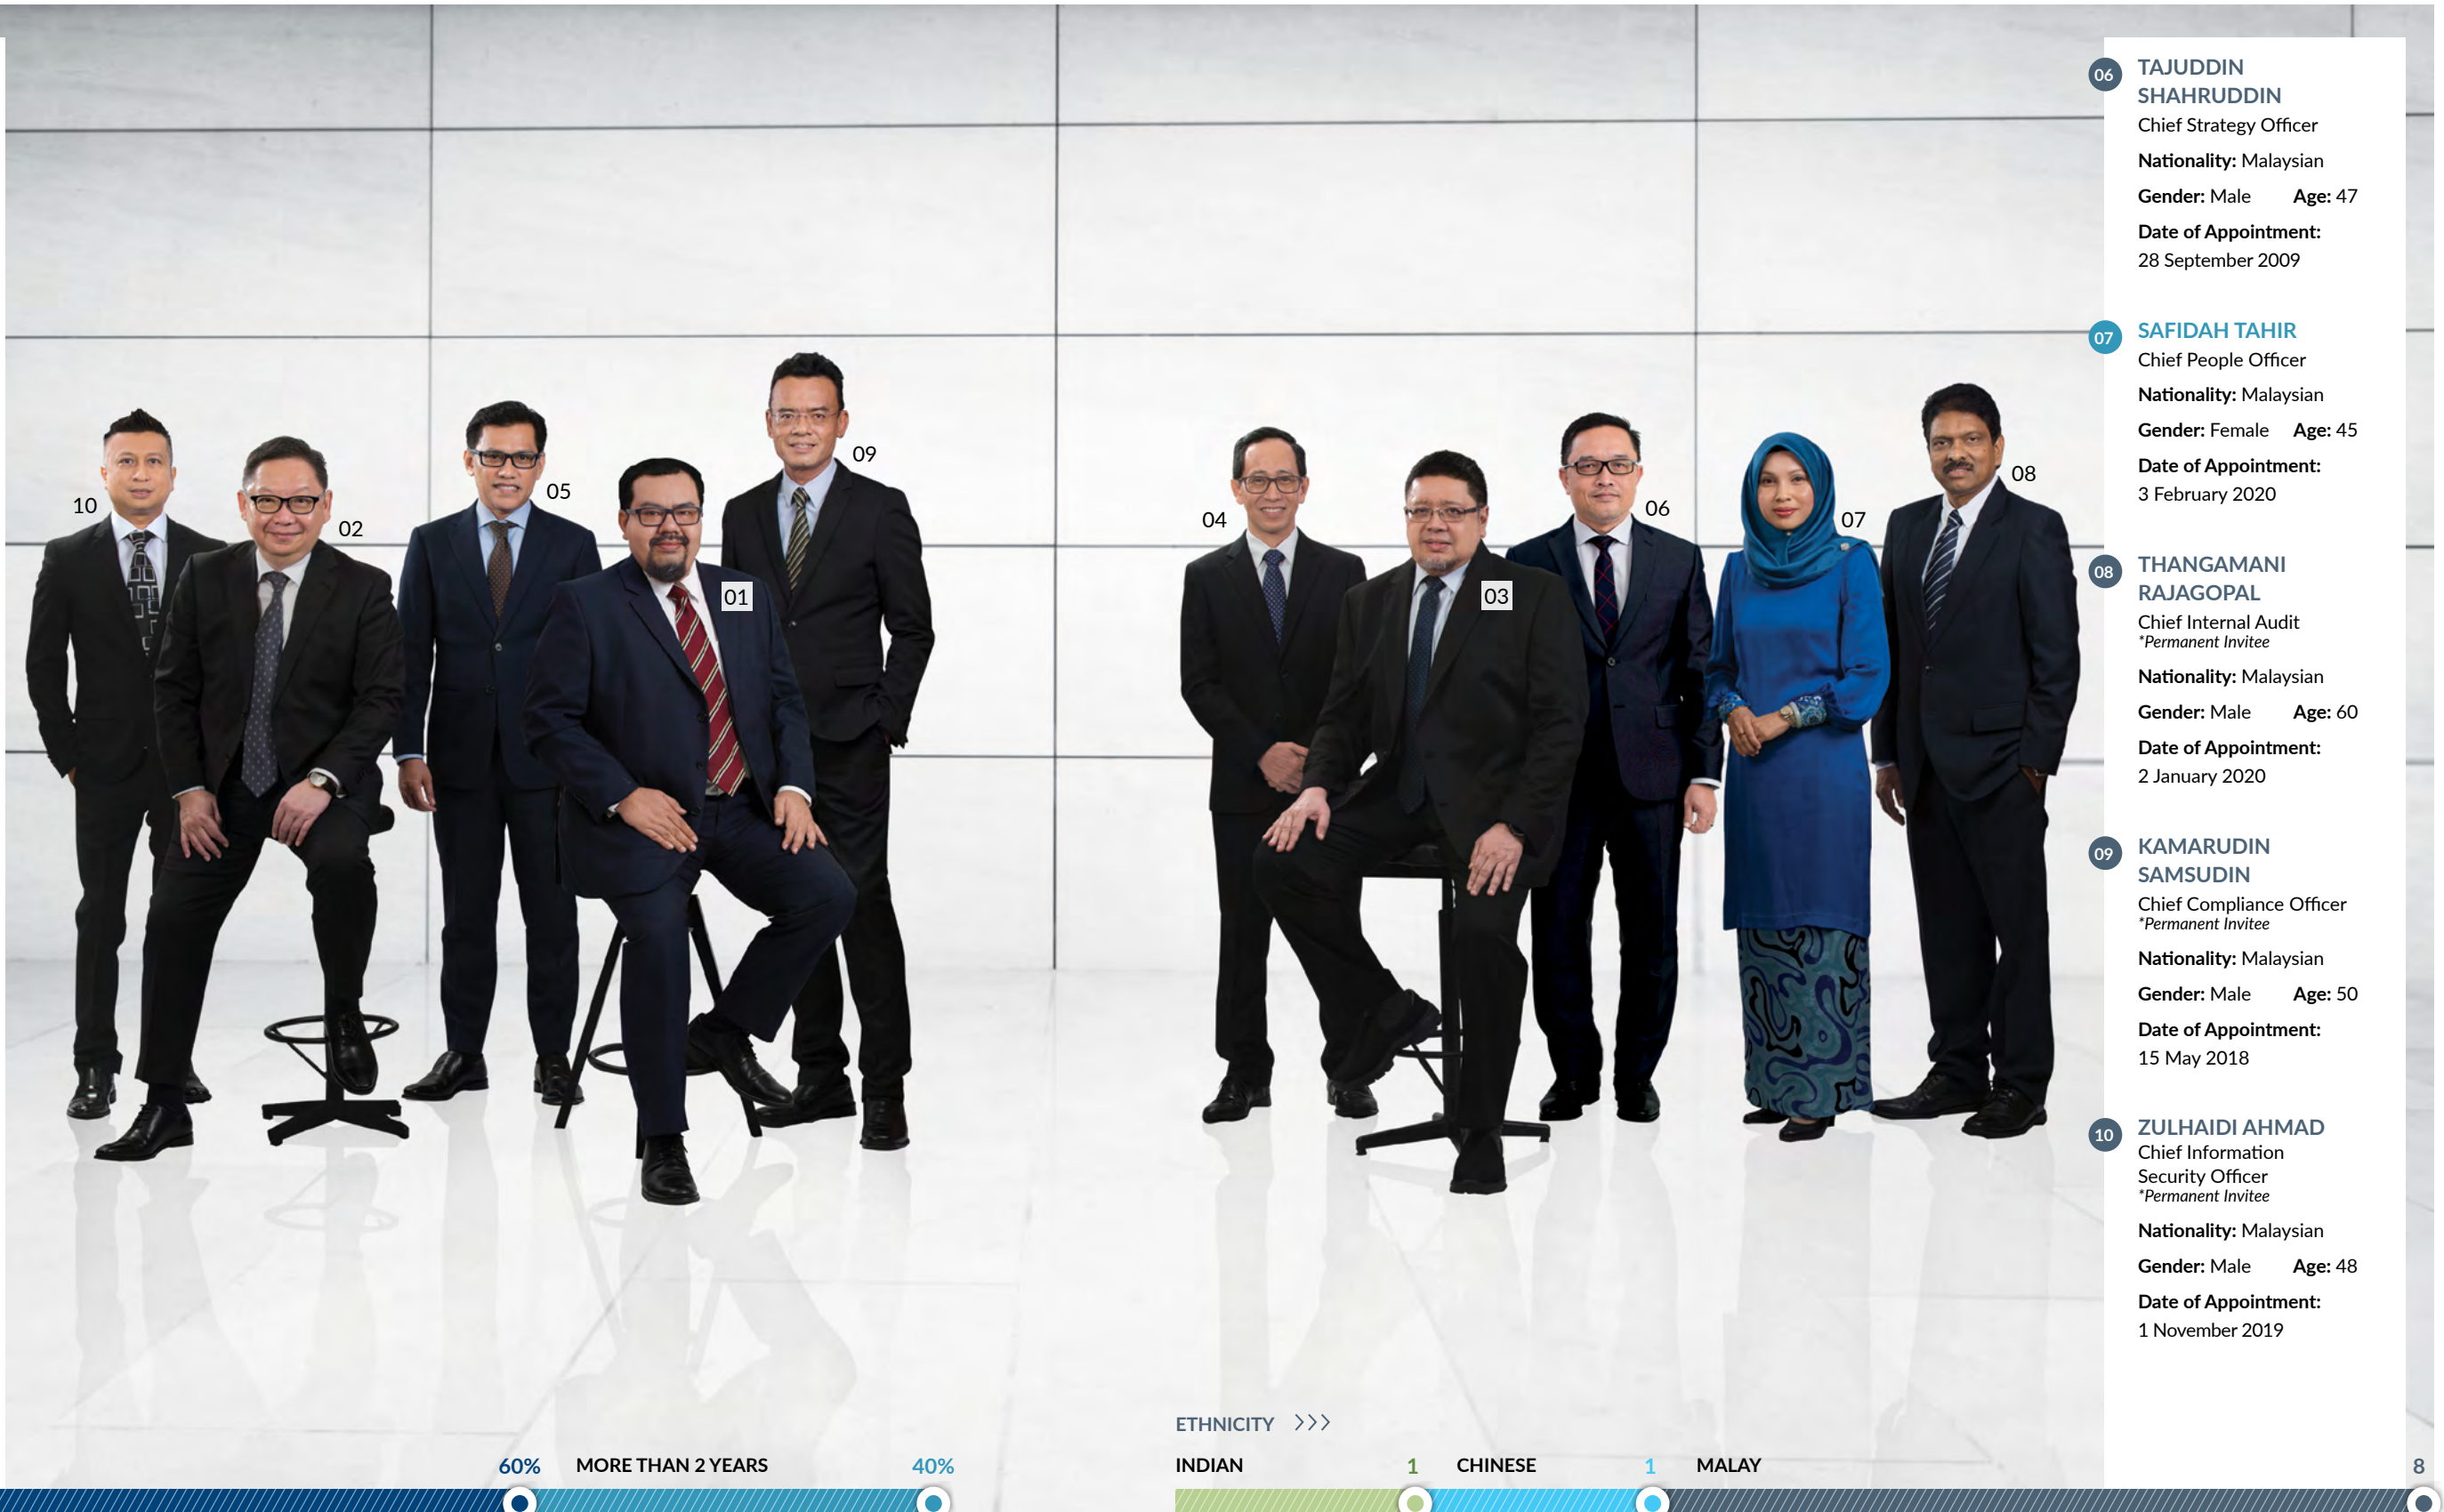 10
02
05
01
09
04
03
06
07
08
06
TAJUDDIN
SHAHRUDDIN
Chief Strategy Officer
Nationality: Malaysian
Gender: Male Age: 47
Date of Appointment:
28 September 2009
07
SAFIDAH TAHIR
Chief People Officer
Nationality: Malaysian
Gender: Female Age: 45
Date of Appointment:
3 February 2020
08
THANGAMANI
RAJAGOPAL
Chief Internal Audit
*Permanent Invitee
Nationality: Malaysian
Gender: Male Age: 60
Date of Appointment:
2 January 2020
09
KAMARUDIN
SAMSUDIN
Chief Compliance Officer
*Permanent Invitee
Nationality: Malaysian
Gender: Male Age: 50
Date of Appointment:
15 May 2018
10
ZULHAIDI AHMAD
Chief Information
Security Officer
*Permanent Invitee
Nationality: Malaysian
Gender: Male Age: 48
Date of Appointment:
1 November 2019
60% MORE THAN 2 YEARS 40%
ETHNICITY >>>
INDIAN 1 CHINESE 1 MALAY 8